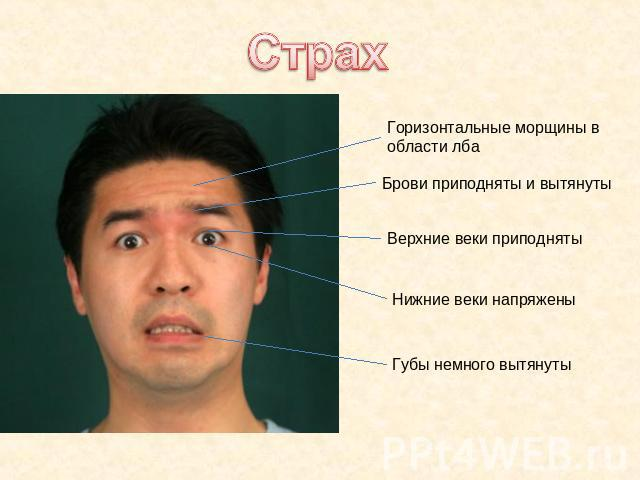 Страх
Горизонтальные морщины в
области лба
Брови приподняты и вытянуты
Верхние веки приподняты
Нижние веки напряжены
Губы немного вытянуты
PPt4WEB.ru